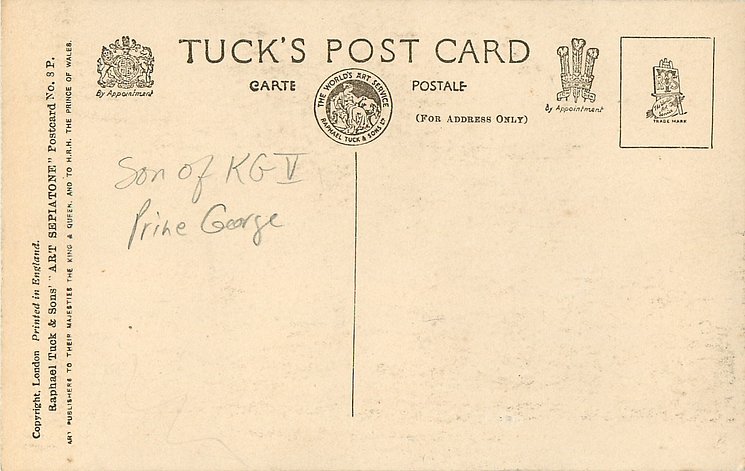 TUCK'S POST CARD
CARTE POSTALE
(FOR ADDRESS ONLY)
By Appointment
THE WORLD'S ART SERVICE
RAPHAEL TUCK & SONS LTD
By Appointment
TRADE MARK
Son of KG V
Prine George
Copyright, London Printed in England.
Raphael Tuck & Sons' "ART SEPIATONE" Postcard No. 3 P.
ART PUBLISHERS TO THEIR MAJESTIES THE KING & QUEEN, AND TO H.R.H. THE PRINCE OF WALES.